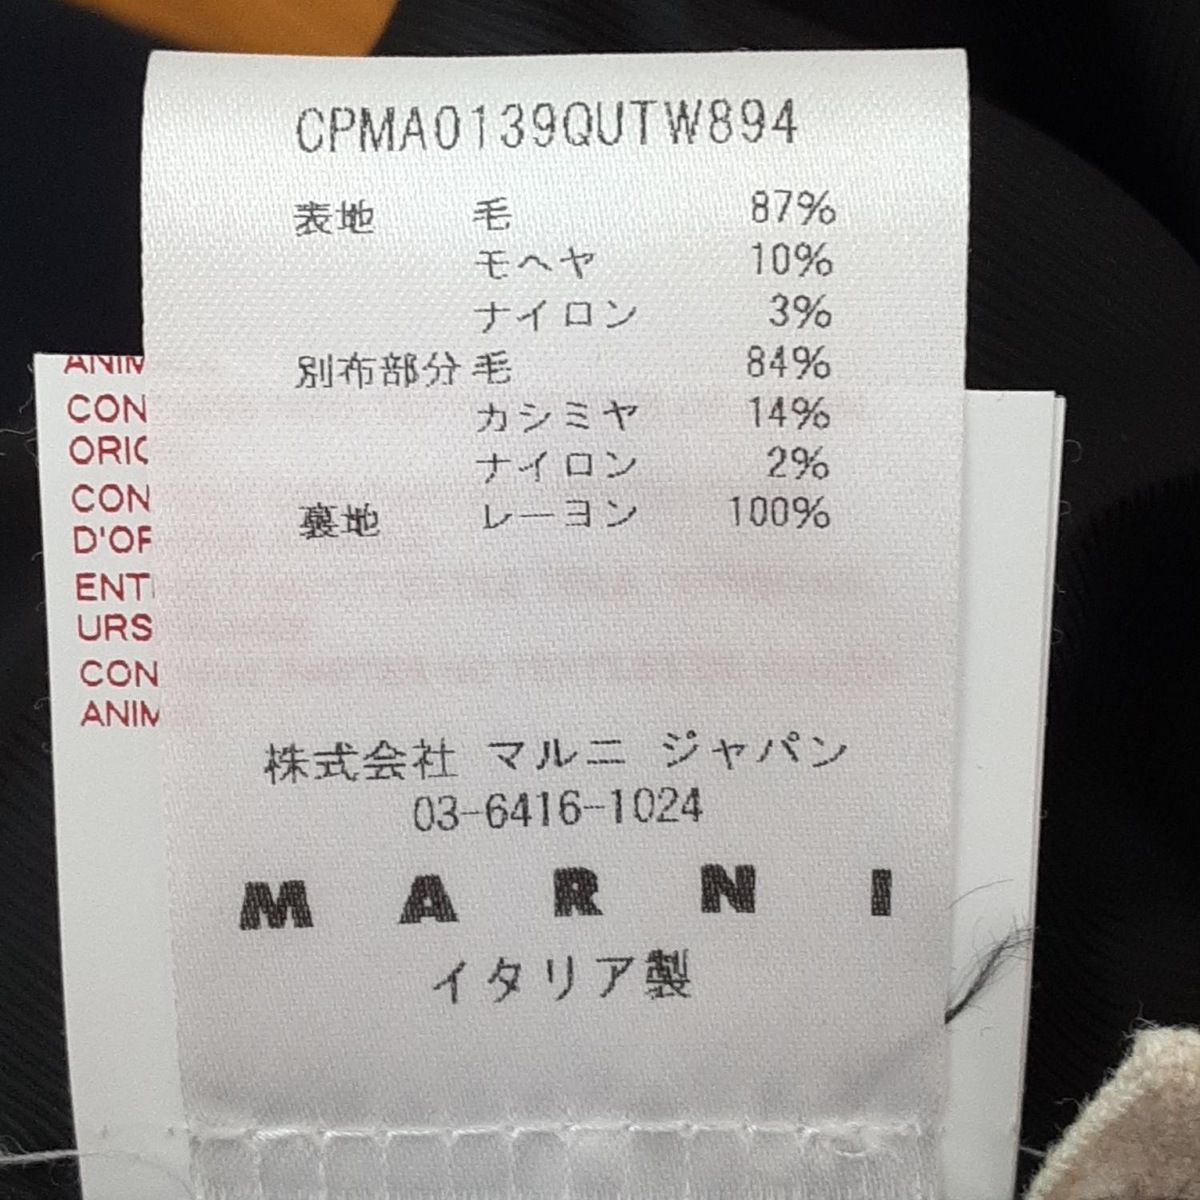 CPMA0139QUTW894
表地 毛 87%
モヘヤ 10%
ナイロン 3%
別布部分 毛 84%
カシミヤ 14%
ナイロン 2%
裏地 レーヨン 100%
株式会社 マルニ ジャパン
03-6416-1024
MARNI
イタリア製
ANIM
CON
ORIG
CON
D'OR
ENT
URS
CON
ANIM